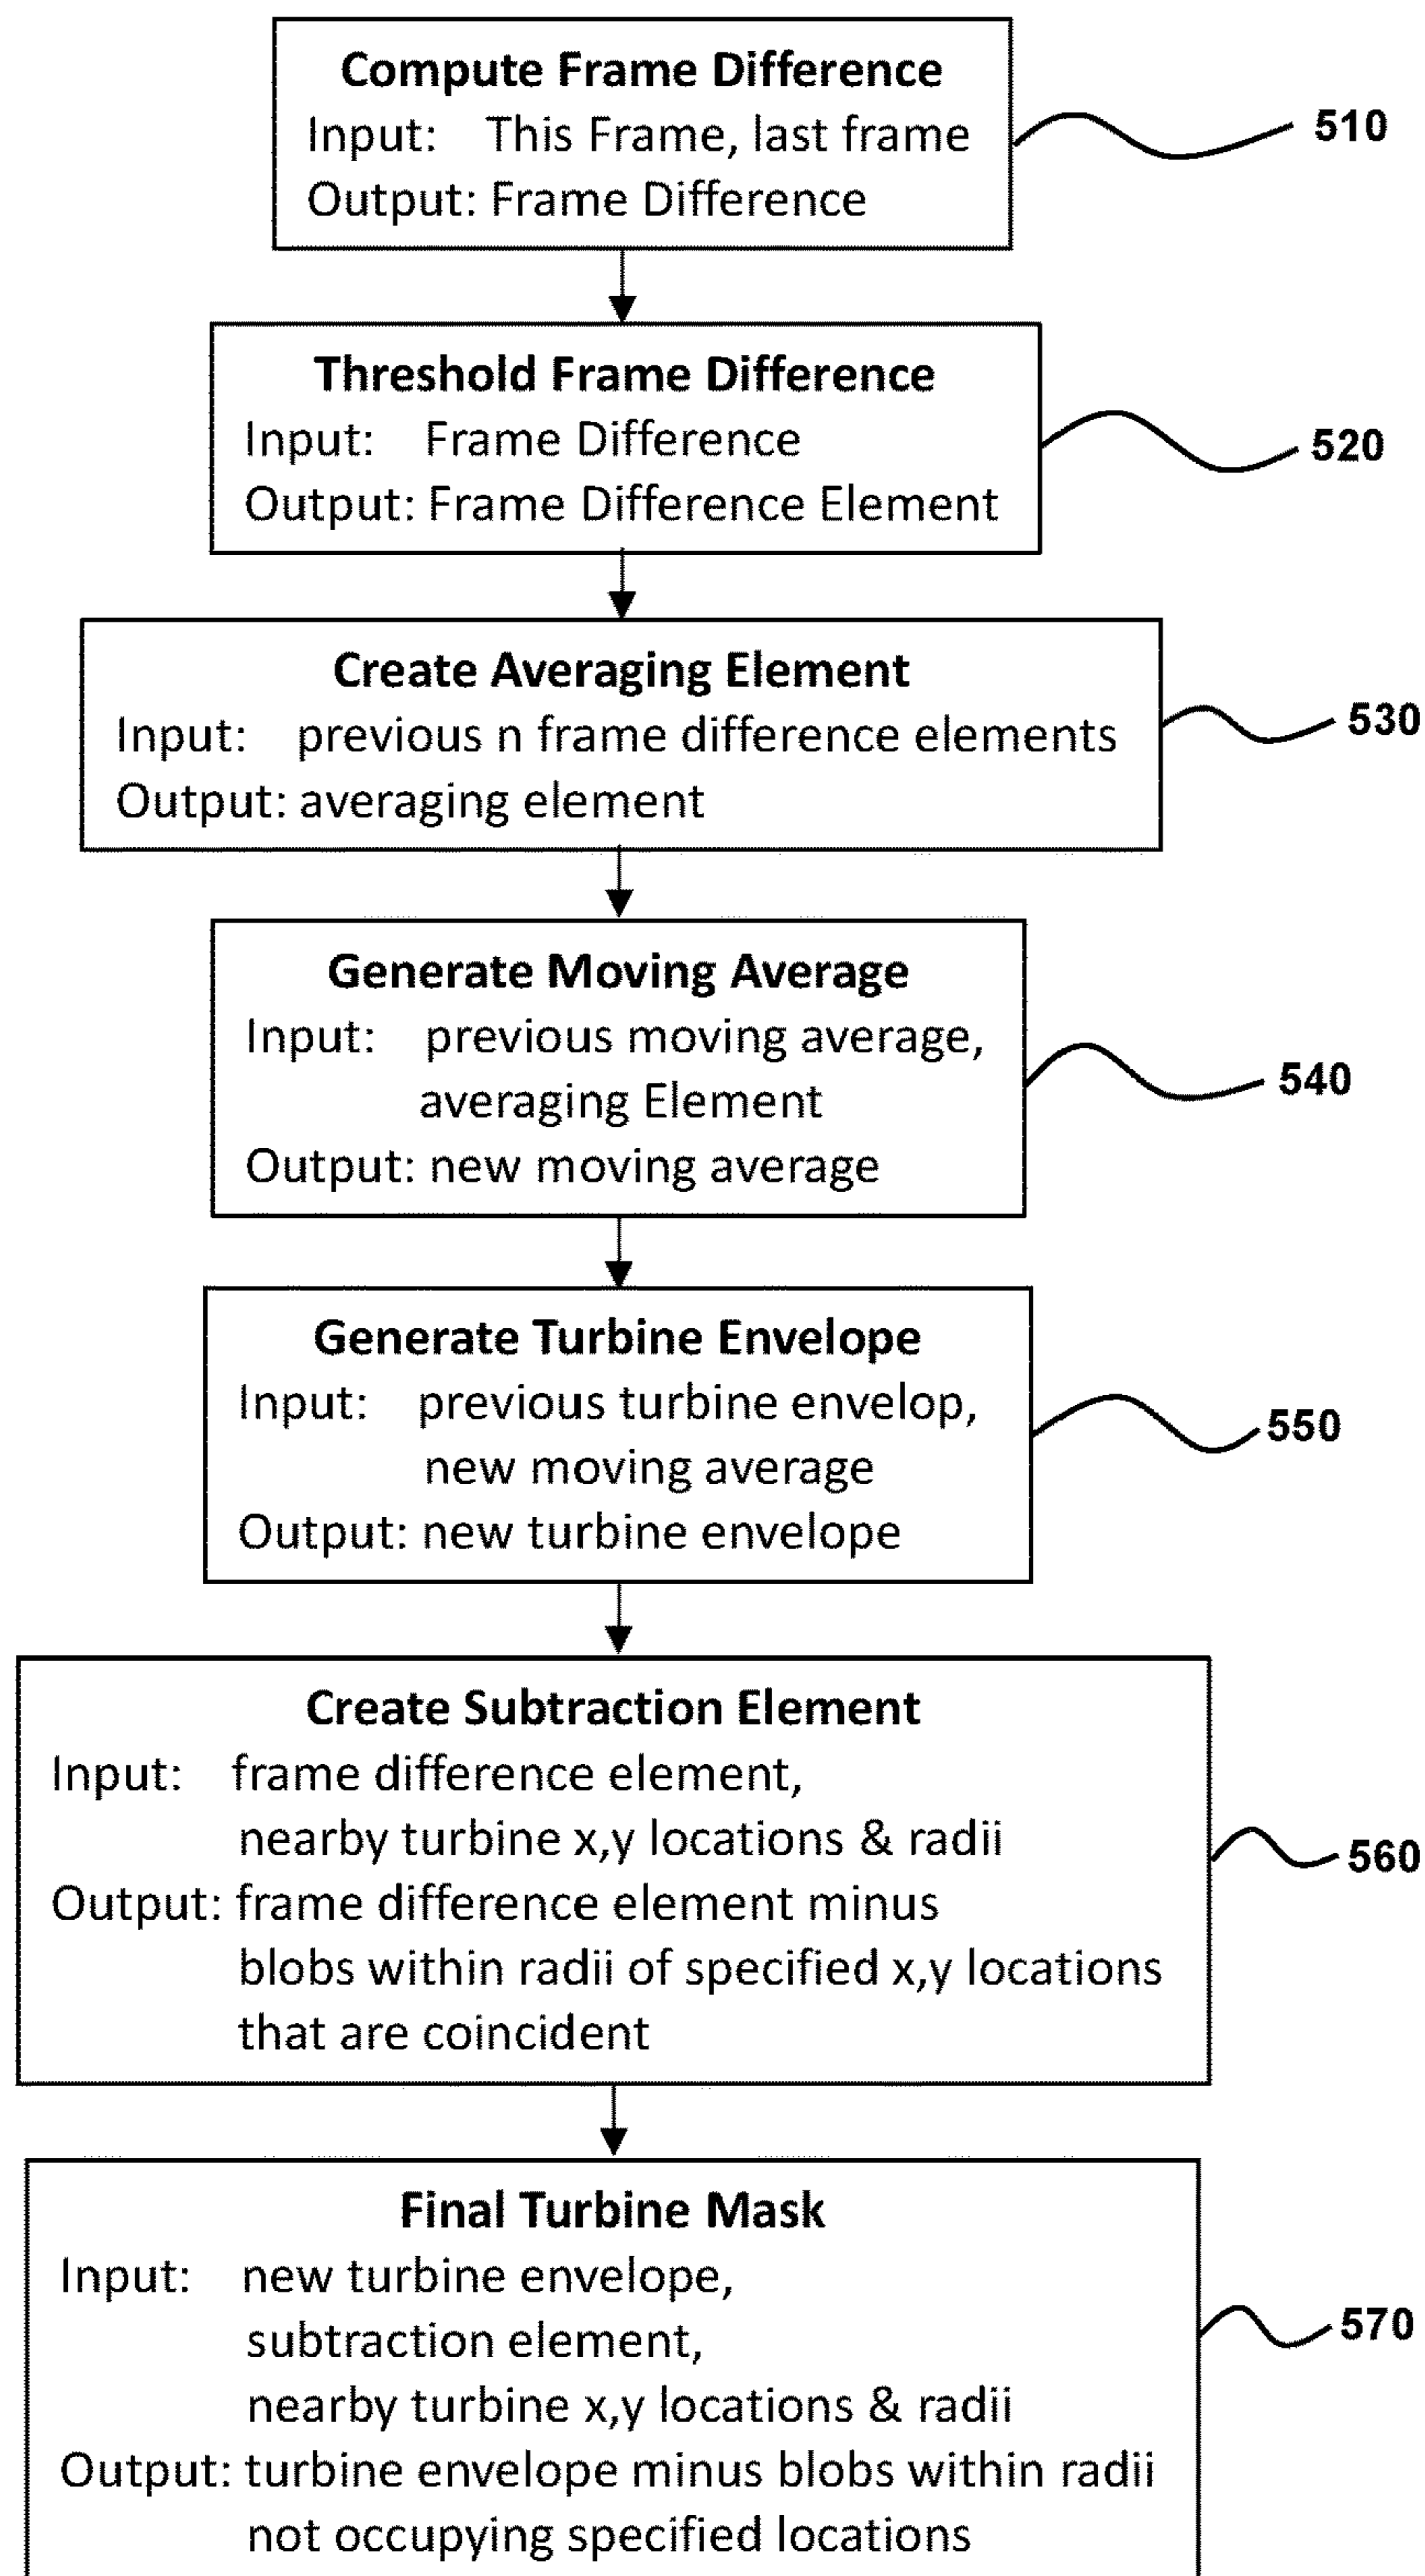 Compute Frame Difference
Input: This Frame, last frame
Output: Frame Difference
510
Threshold Frame Difference
Input: Frame Difference
Output: Frame Difference Element
520
Create Averaging Element
Input: previous n frame difference elements
Output: averaging element
530
Generate Moving Average
Input: previous moving average,
averaging Element
Output: new moving average
540
Generate Turbine Envelope
Input: previous turbine envelop,
new moving average
Output: new turbine envelope
550
Create Subtraction Element
Input: frame difference element,
nearby turbine x,y locations & radii
Output: frame difference element minus
blobs within radii of specified x,y locations
that are coincident
560
Final Turbine Mask
Input: new turbine envelope,
subtraction element,
nearby turbine x,y locations & radii
Output: turbine envelope minus blobs within radii
not occupying specified locations
570